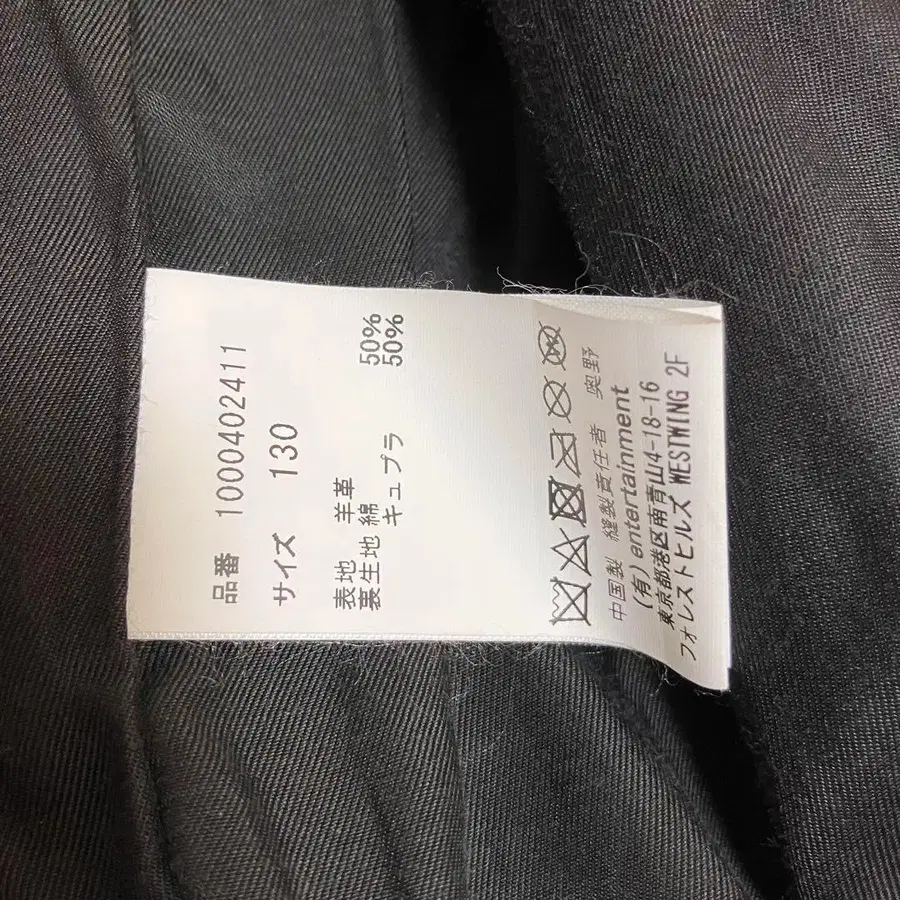 品番 1000402411
サイズ 130
表地 羊革
裏生地 綿 50%
キュプラ 50%
中国製 縫製責任者 奥野
(有) entertainment
東京都港区南青山4-18-16
フォレストヒルズ WESTWING 2F